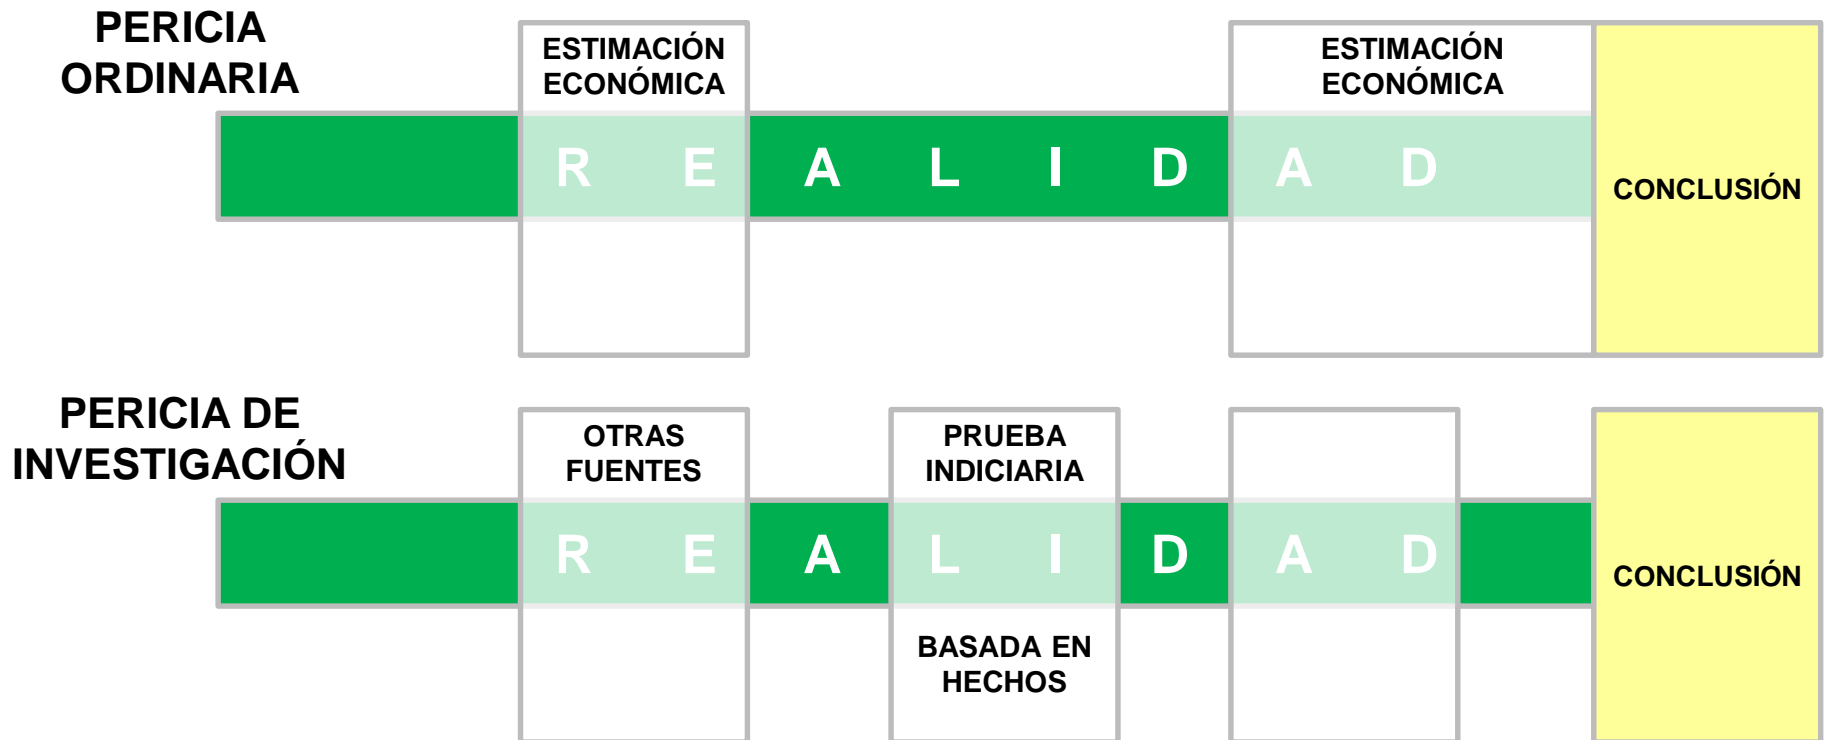 PERICIA
ORDINARIA
ESTIMACIÓN
ECONÓMICA
ESTIMACIÓN
ECONÓMICA
R E A L I D A D
CONCLUSIÓN
PERICIA DE
INVESTIGACIÓN
OTRAS
FUENTES
PRUEBA
INDICIARIA
R E A L I D A D
CONCLUSIÓN
BASADA EN
HECHOS